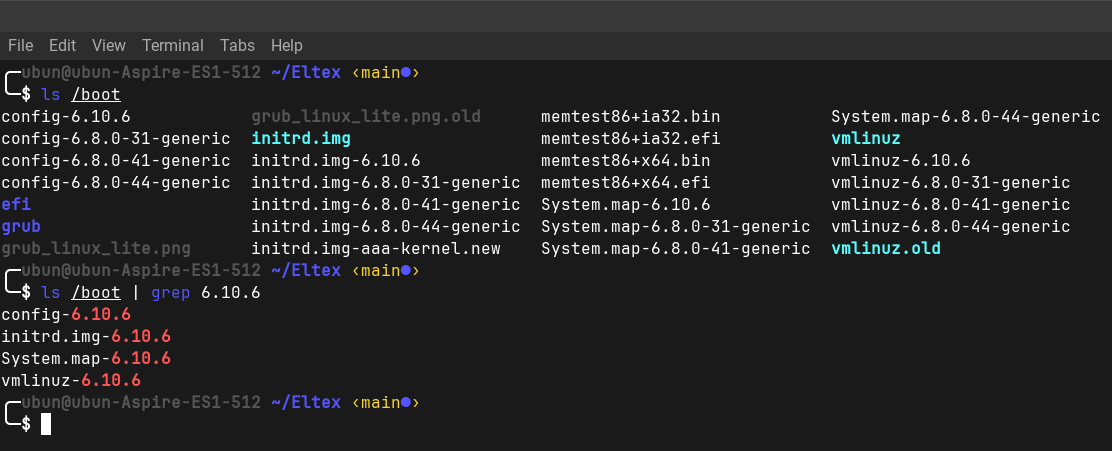 File Edit View Terminal Tabs Help
╭─ubun@ubun-Aspire-ES1-512 ~/Eltex ‹main●›
╰─$ ls /boot
config-6.10.6 grub_linux_lite.png.old memtest86+ia32.bin System.map-6.8.0-44-generic
config-6.8.0-31-generic initrd.img memtest86+ia32.efi vmlinuz
config-6.8.0-41-generic initrd.img-6.10.6 memtest86+x64.bin vmlinuz-6.10.6
config-6.8.0-44-generic initrd.img-6.8.0-31-generic memtest86+x64.efi vmlinuz-6.8.0-31-generic
efi initrd.img-6.8.0-41-generic System.map-6.10.6 vmlinuz-6.8.0-41-generic
grub initrd.img-6.8.0-44-generic System.map-6.8.0-31-generic vmlinuz-6.8.0-44-generic
grub_linux_lite.png initrd.img-aaa-kernel.new System.map-6.8.0-41-generic vmlinuz.old
╭─ubun@ubun-Aspire-ES1-512 ~/Eltex ‹main●›
╰─$ ls /boot | grep 6.10.6
config-6.10.6
initrd.img-6.10.6
System.map-6.10.6
vmlinuz-6.10.6
╭─ubun@ubun-Aspire-ES1-512 ~/Eltex ‹main●›
╰─$